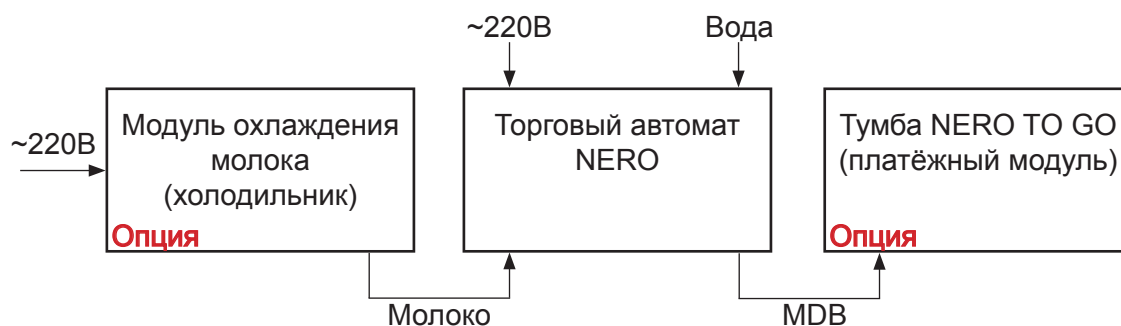 ~220В
Вода
~220В
Модуль охлаждения
молока
(холодильник)
Опция
Торговый автомат
NERO
Тумба NERO TO GO
(платёжный модуль)
Опция
Молоко
MDB